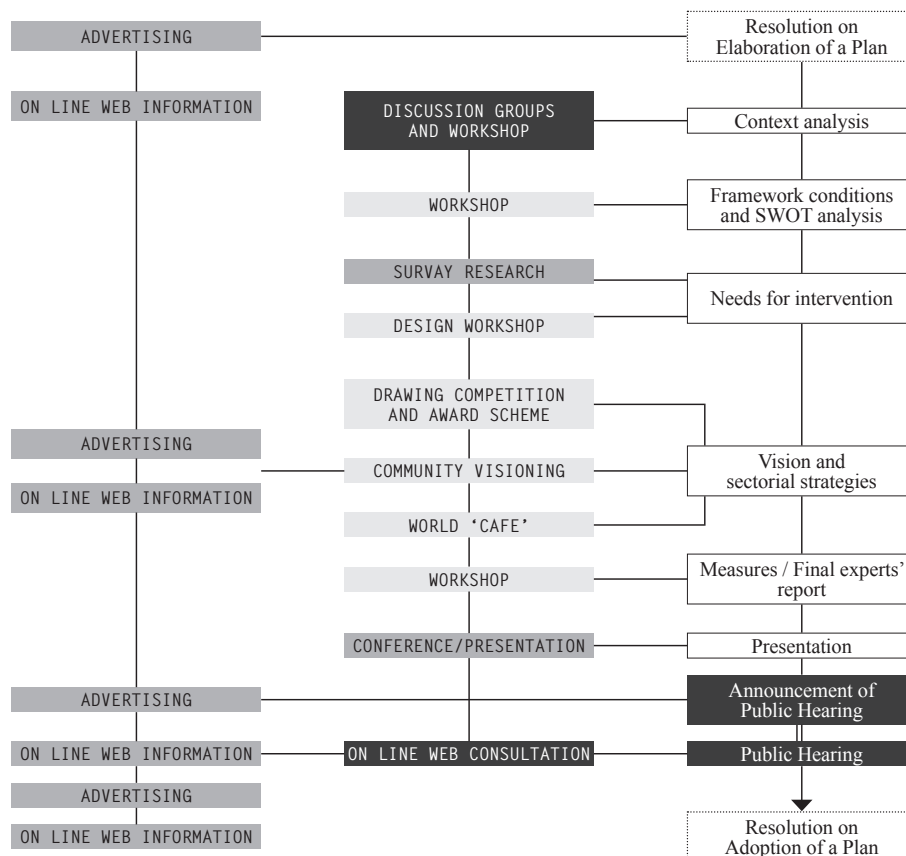 ADVERTISING
Resolution on
Elaboration of a Plan
ON LINE WEB INFORMATION
DISCUSSION GROUPS
AND WORKSHOP
Context analysis
WORKSHOP
Framework conditions
and SWOT analysis
SURVAY RESEARCH
Needs for intervention
DESIGN WORKSHOP
DRAWING COMPETITION
AND AWARD SCHEME
ADVERTISING
COMMUNITY VISIONING
Vision and
sectorial strategies
ON LINE WEB INFORMATION
WORLD ‘CAFE’
WORKSHOP
Measures / Final experts’
report
CONFERENCE/PRESENTATION
Presentation
ADVERTISING
Announcement of
Public Hearing
ON LINE WEB INFORMATION
ON LINE WEB CONSULTATION
Public Hearing
ADVERTISING
ON LINE WEB INFORMATION
Resolution on
Adoption of a Plan